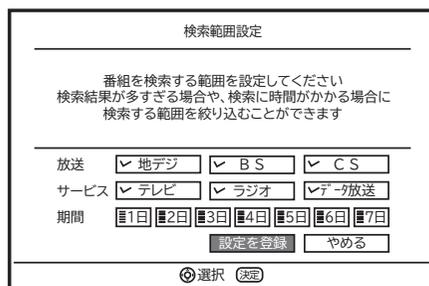 検索範囲設定
番組を検索する範囲を設定してください
検索結果が多すぎる場合や、検索に時間がかかる場合に
検索する範囲を絞り込むことができます
放送 地デジ BS CS
サービス テレビ ラジオ データ放送
期間 1日 2日 3日 4日 5日 6日 7日
設定を登録 やめる
選択 決定